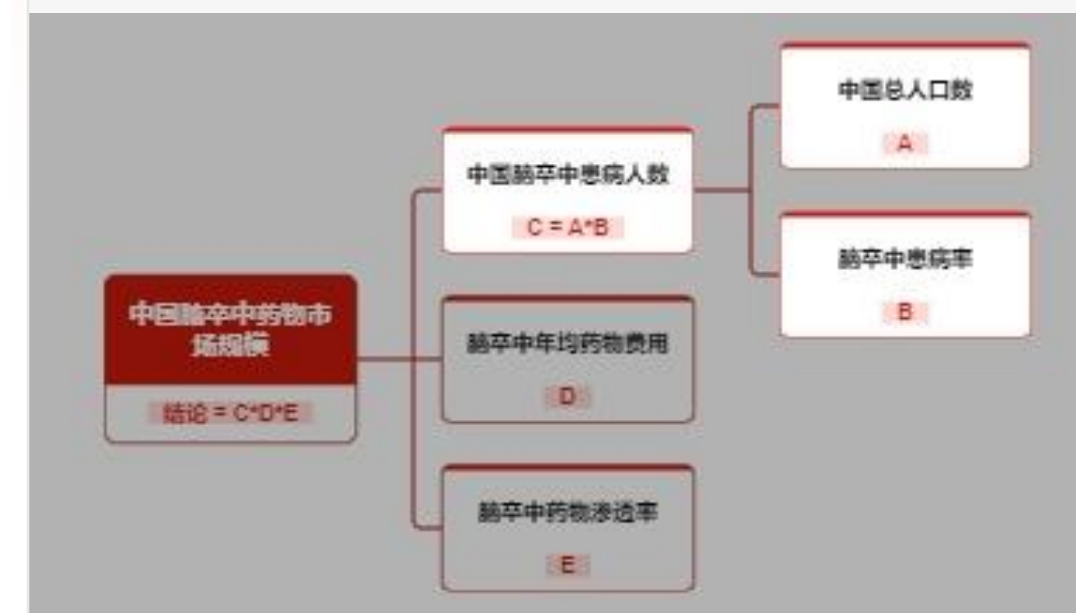 中国总人口数
A
中国脑卒中患病人数
C = A*B
脑卒中患病率
B
中国脑卒中药物市
场规模
结论 = C*D*E
脑卒中年均药物费用
D
脑卒中药物渗透率
E